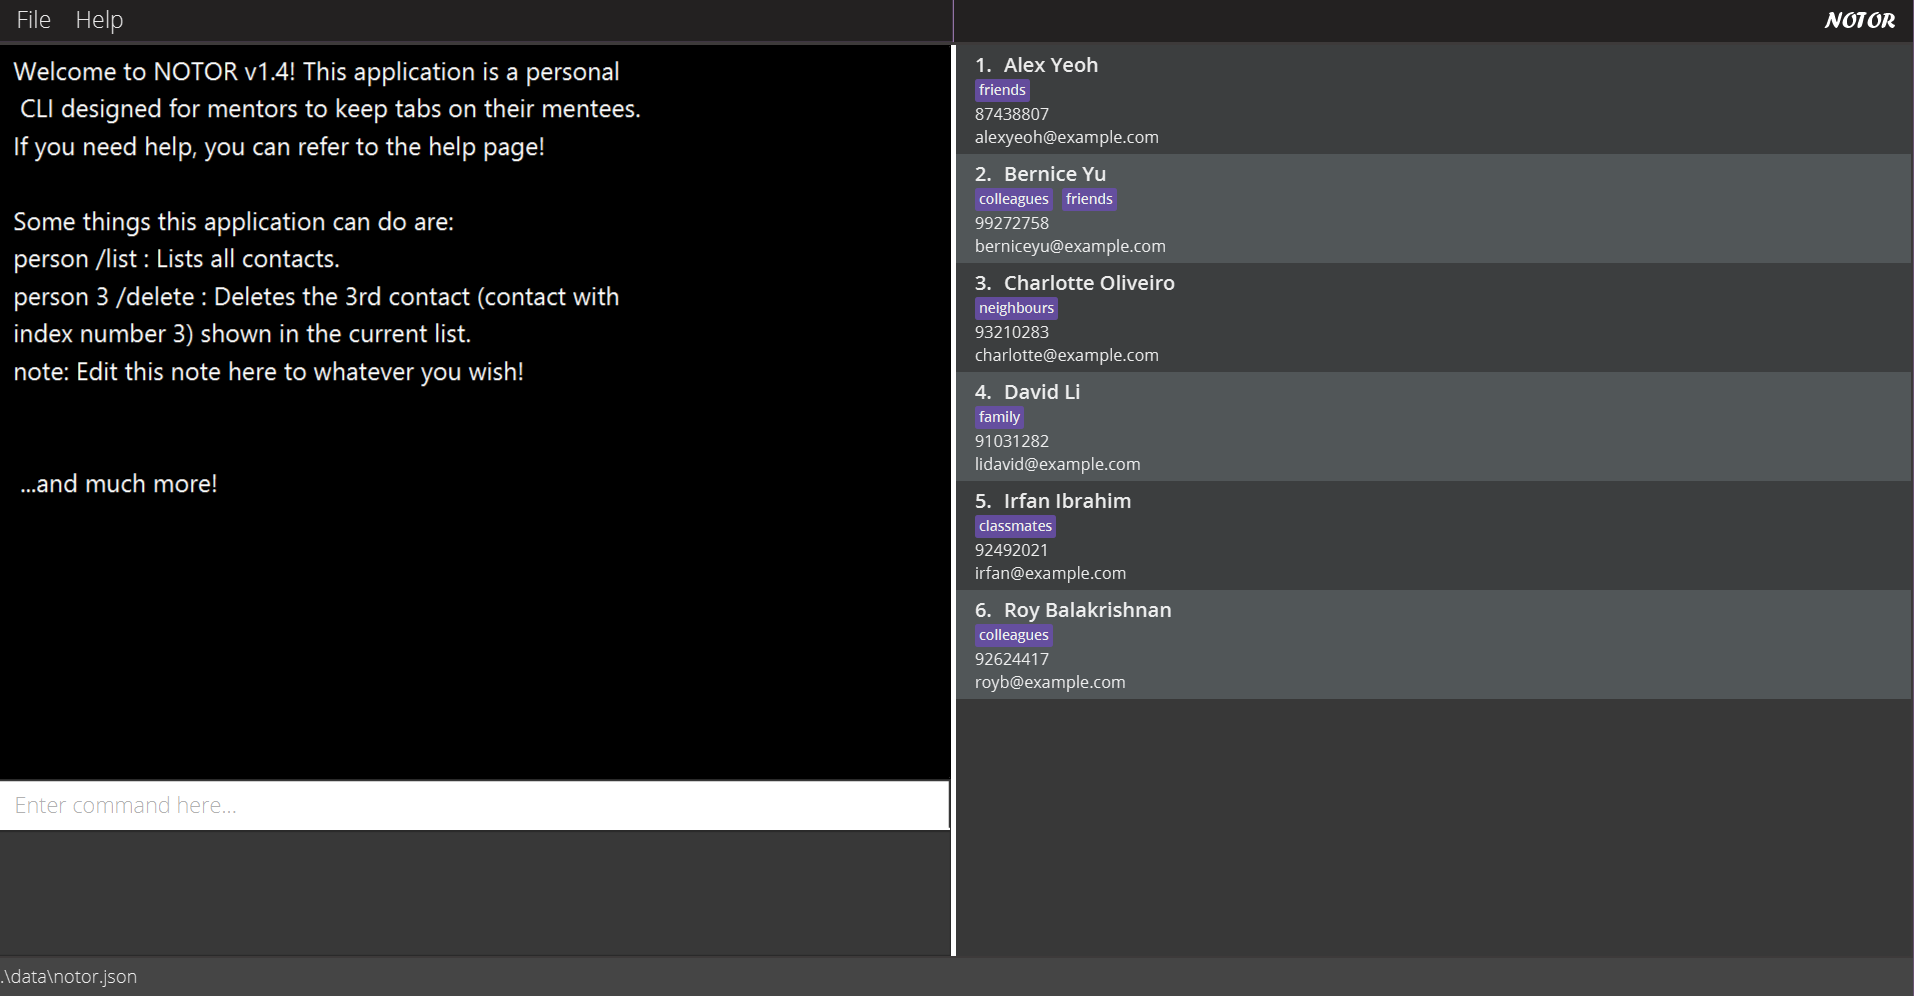 File Help
NOTOR
Welcome to NOTOR v1.4! This application is a personal
CLI designed for mentors to keep tabs on their mentees.
If you need help, you can refer to the help page!
Some things this application can do are:
person /list : Lists all contacts.
person 3 /delete : Deletes the 3rd contact (contact with
index number 3) shown in the current list.
note: Edit this note here to whatever you wish!
...and much more!
Enter command here...
1. Alex Yeoh
friends
87438807
alexyeoh@example.com
2. Bernice Yu
colleagues friends
99272758
berniceyu@example.com
3. Charlotte Oliveiro
neighbours
93210283
charlotte@example.com
4. David Li
family
91031282
lidavid@example.com
5. Irfan Ibrahim
classmates
92492021
irfan@example.com
6. Roy Balakrishnan
colleagues
92624417
royb@example.com
.\data\notor.json